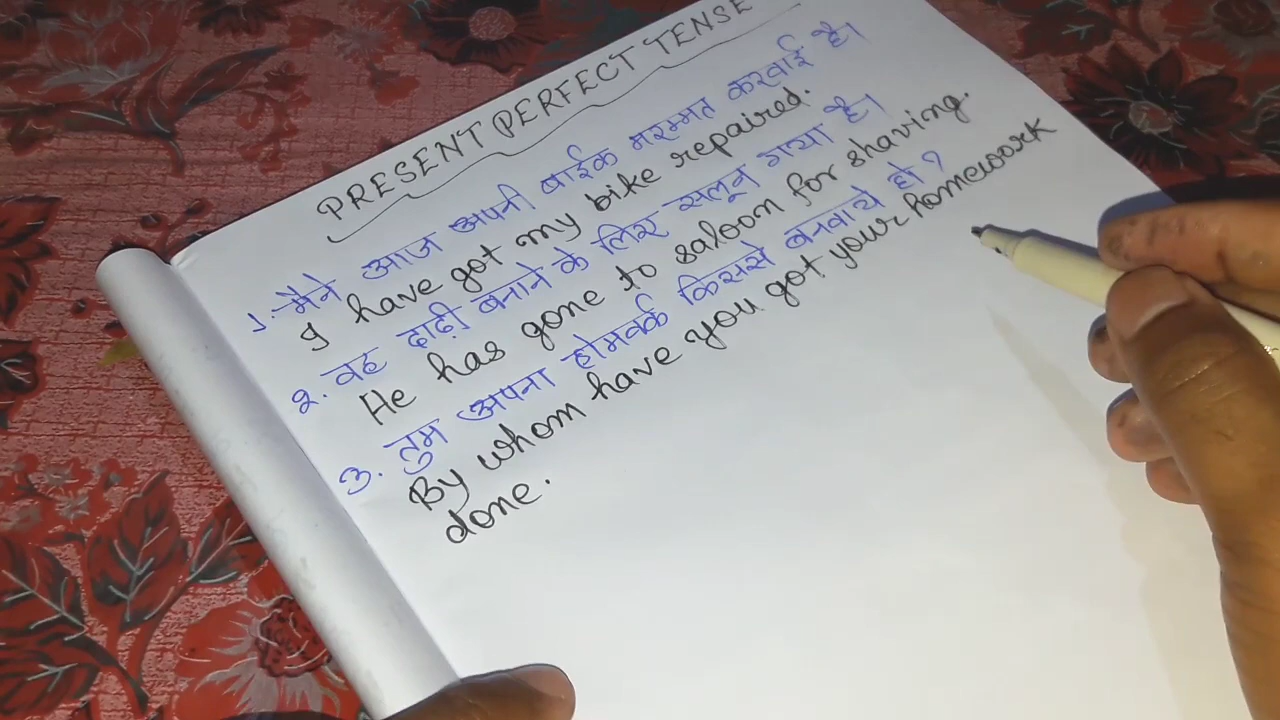 PRESENT PERFECT TENSE
1. मैंने आज अपनी बाईक मरम्मत करवाई है।
I have got my bike repaired.
२. वह दाढ़ी बनाने के लिए सलून गया है।
He has gone to saloon for shaving.
३. तुम अपना होमवर्क किससे बनवाये हो?
By whom have you got your homework
done.